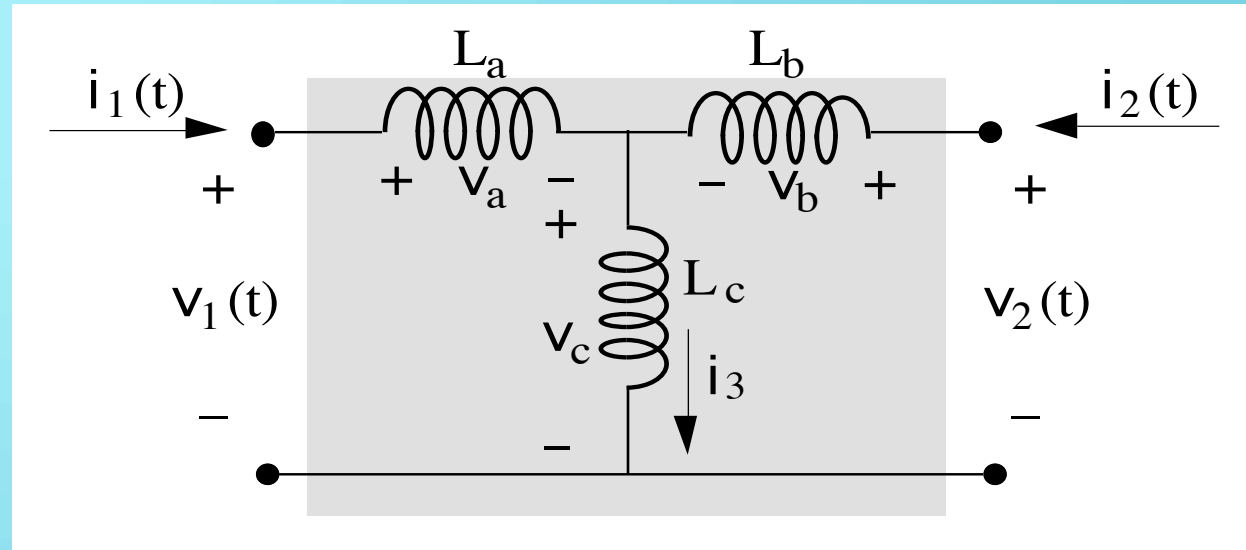 La Lb
i1(t) i2(t)
+ va − − vb +
+ + +
v1(t) vc Lc v2(t)
i3
− − −